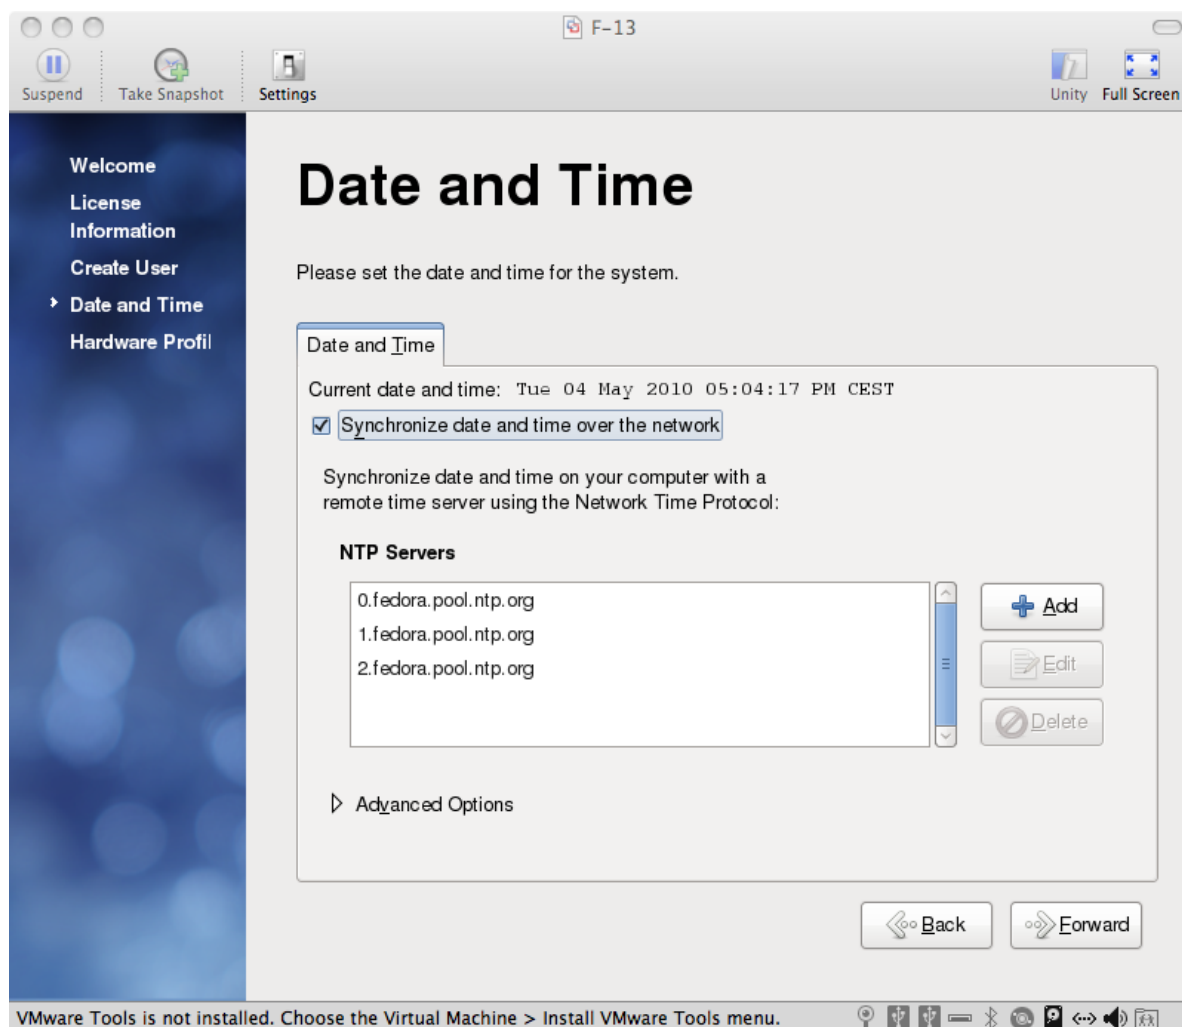 F-13
Suspend
Take Snapshot
Settings
Unity
Full Screen
Welcome
License
Information
Create User
Date and Time
Hardware Profil
Date and Time
Please set the date and time for the system.
Date and Time
Current date and time: Tue 04 May 2010 05:04:17 PM CEST
Synchronize date and time over the network
Synchronize date and time on your computer with a
remote time server using the Network Time Protocol:
NTP Servers
0.fedora.pool.ntp.org
1.fedora.pool.ntp.org
2.fedora.pool.ntp.org
Add
Edit
Delete
Advanced Options
Back
Forward
VMware Tools is not installed. Choose the Virtual Machine > Install VMware Tools menu.